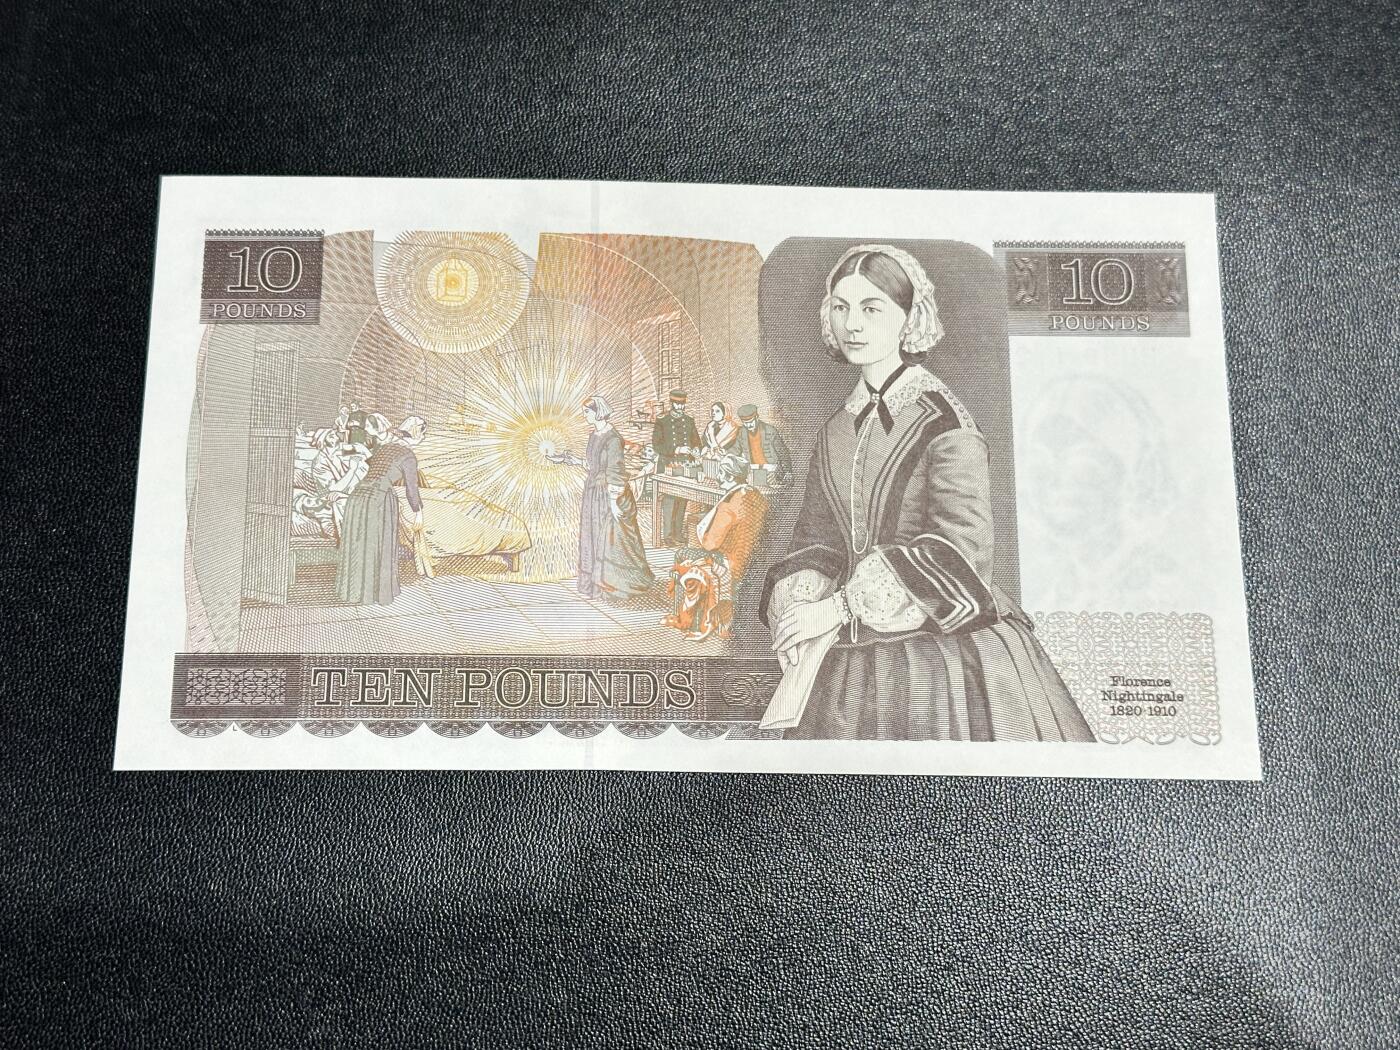 10
POUNDS
10
POUNDS
TEN POUNDS
Florence
Nightingale
1820 1910
L